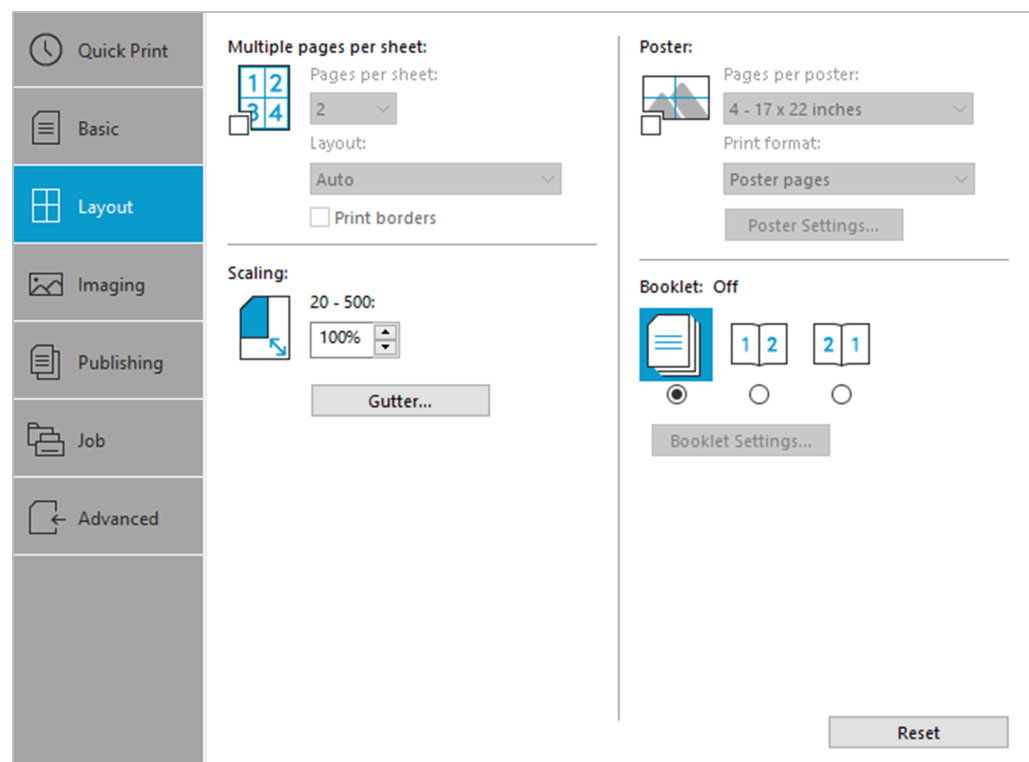 Quick Print
Basic
Layout
Imaging
Publishing
Job
Advanced
Multiple pages per sheet:
1 2
3 4
Pages per sheet:
2
Layout:
Auto
Print borders
Scaling:
20 - 500:
100%
Gutter...
Poster:
Pages per poster:
4 - 17 x 22 inches
Print format:
Poster pages
Poster Settings...
Booklet: Off
1 2
2 1
Booklet Settings...
Reset